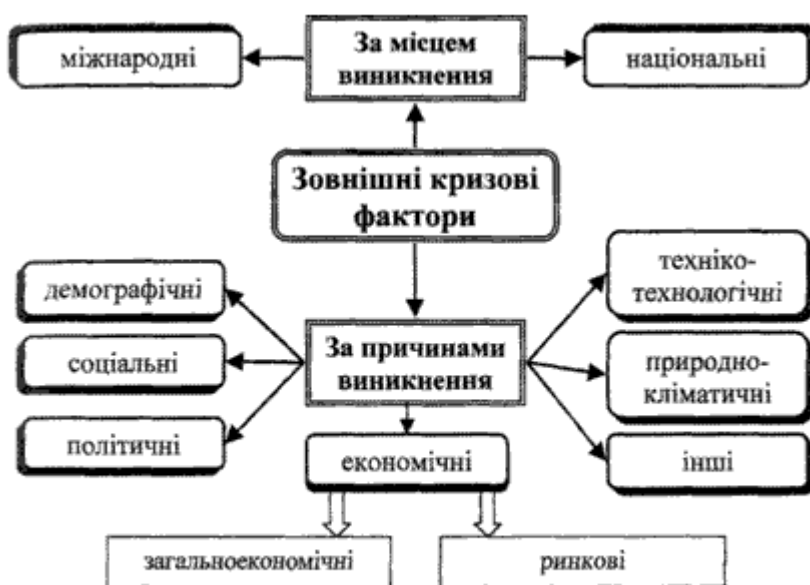 міжнародні
За місцем
виникнення
національні
Зовнішні кризові
фактори
демографічні
соціальні
політичні
За причинами
виникнення
економічні
техніко-
технологічні
природно-
кліматичні
інші
загальноекономічні
ринкові